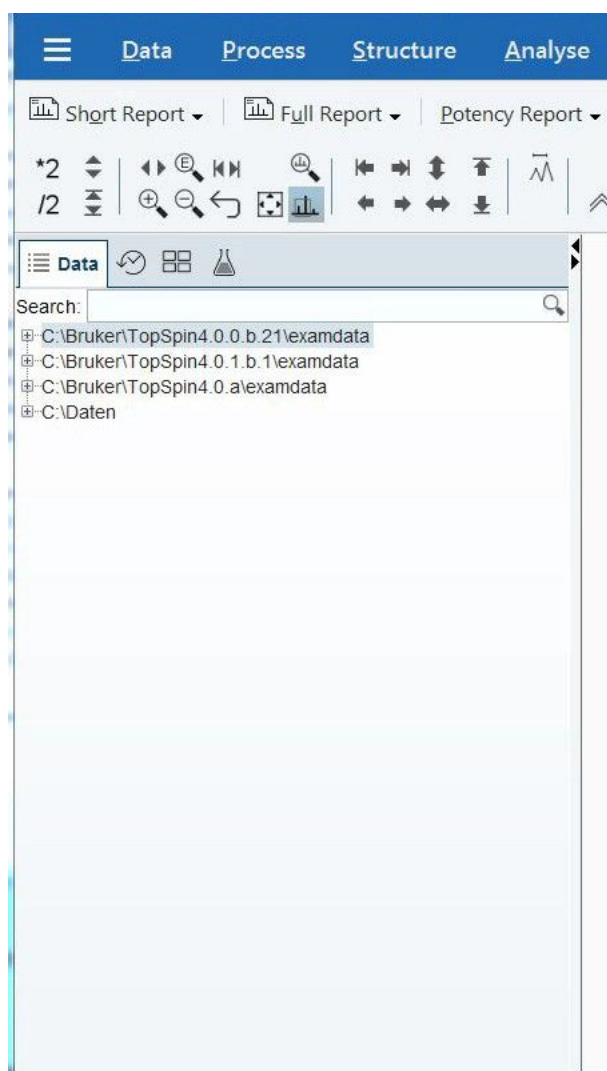 Data Process Structure Analyse
Short Report Full Report Potency Report
*2
/2
Data
Search:
C:\Bruker\TopSpin4.0.0.b.21\examdata
C:\Bruker\TopSpin4.0.1.b.1\examdata
C:\Bruker\TopSpin4.0.a\examdata
C:\Daten